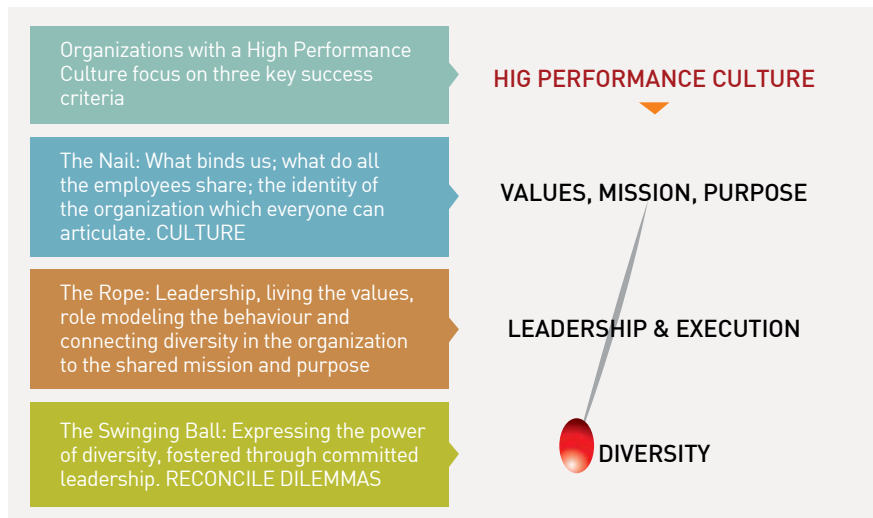 Organizations with a High Performance
Culture focus on three key success
criteria
HIG PERFORMANCE CULTURE
The Nail: What binds us; what do all
the employees share; the identity of
the organization which everyone can
articulate. CULTURE
VALUES, MISSION, PURPOSE
The Rope: Leadership, living the values,
role modeling the behaviour and
connecting diversity in the organization
to the shared mission and purpose
LEADERSHIP & EXECUTION
The Swinging Ball: Expressing the power
of diversity, fostered through committed
leadership. RECONCILE DILEMMAS
DIVERSITY